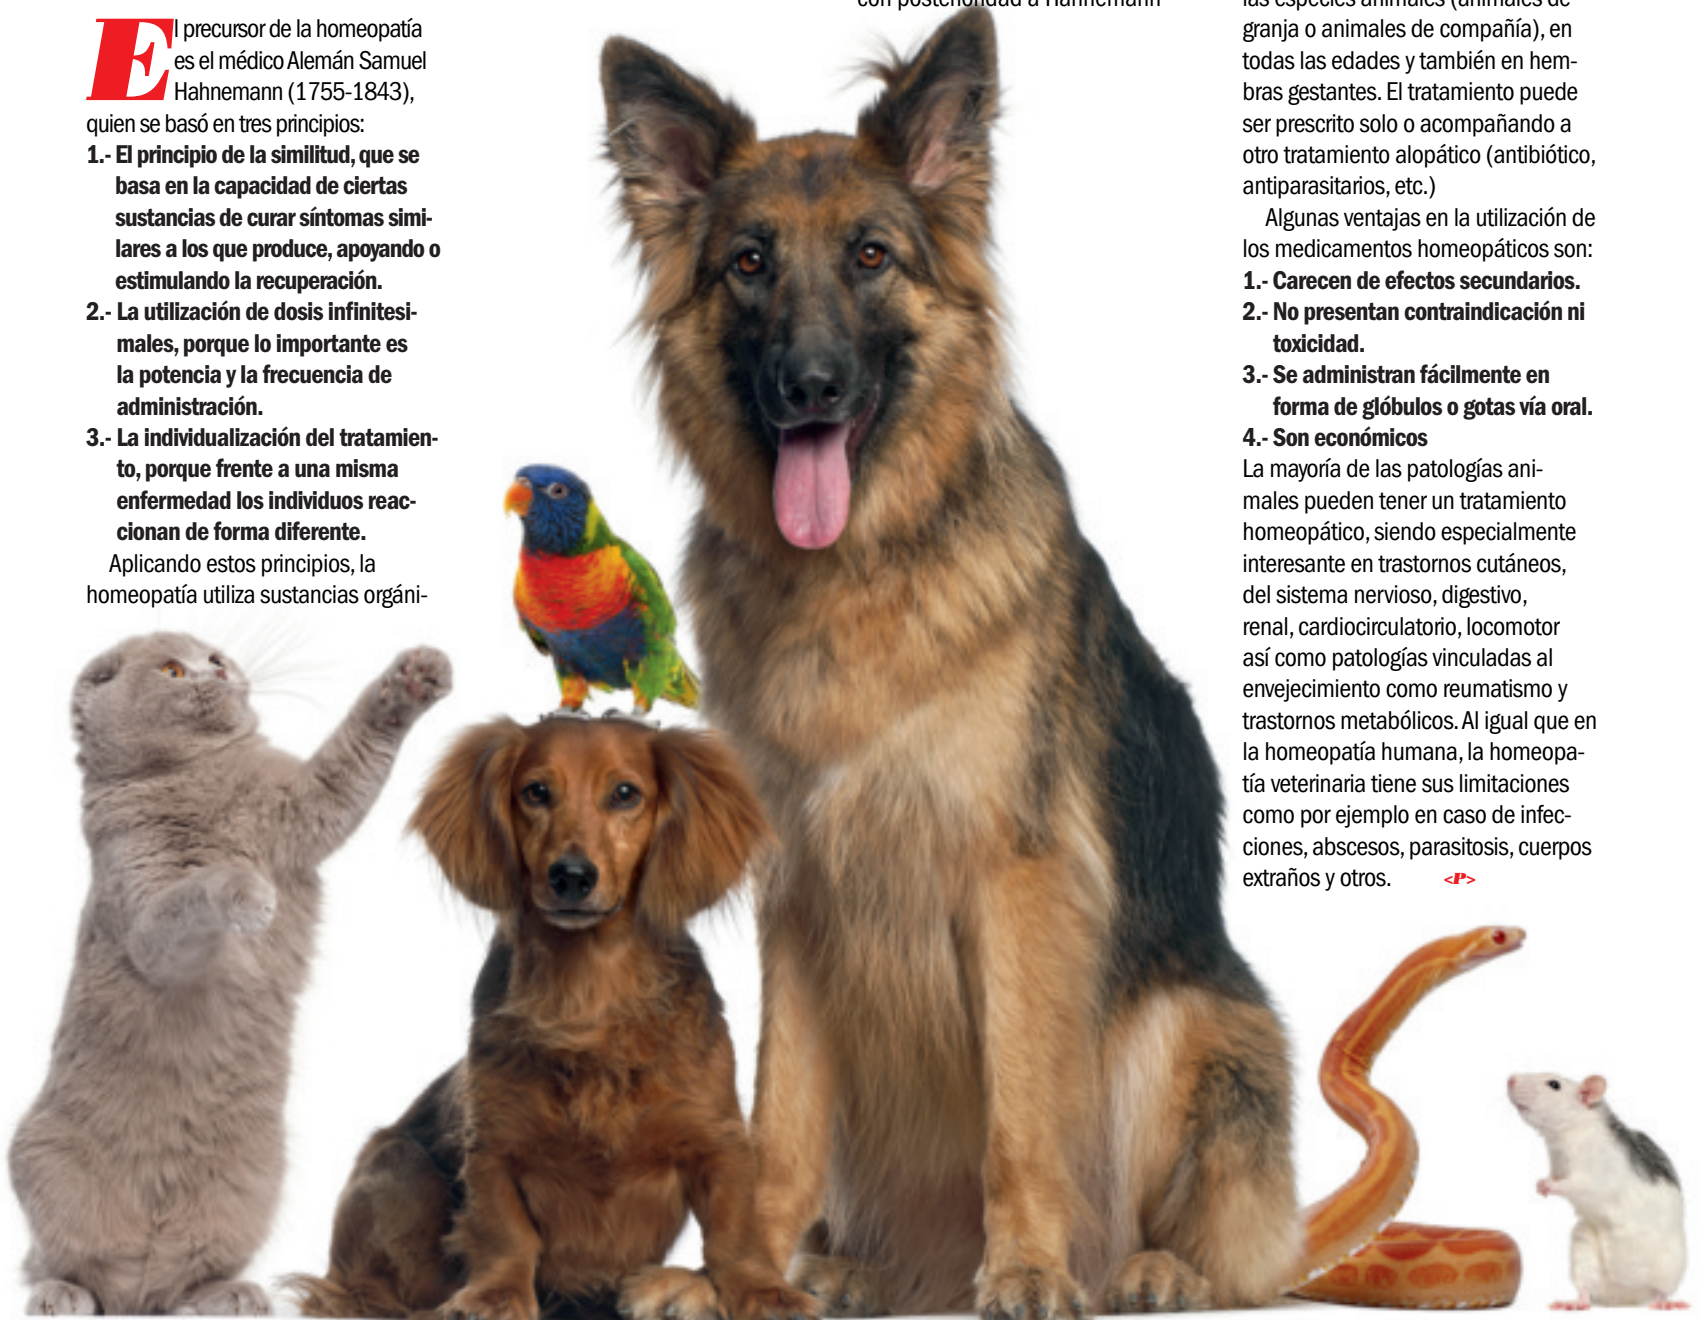 El precursor de la homeopatía
es el médico Alemán Samuel
Hahnemann (1755-1843),
quien se basó en tres principios:
1.- El principio de la similitud, que se
basa en la capacidad de ciertas
sustancias de curar síntomas simi-
lares a los que produce, apoyando o
estimulando la recuperación.
2.- La utilización de dosis infinitesi-
males, porque lo importante es
la potencia y la frecuencia de
administración.
3.- La individualización del tratamien-
to, porque frente a una misma
enfermedad los individuos reac-
cionan de forma diferente.
Aplicando estos principios, la
homeopatía utiliza sustancias orgáni-
con posterioridad a Hahnemann
las especies animales (animales de
granja o animales de compañía), en
todas las edades y también en hem-
bras gestantes. El tratamiento puede
ser prescrito solo o acompañando a
otro tratamiento alopático (antibiótico,
antiparasitarios, etc.)
Algunas ventajas en la utilización de
los medicamentos homeopáticos son:
1.- Carecen de efectos secundarios.
2.- No presentan contraindicación ni
toxicidad.
3.- Se administran fácilmente en
forma de glóbulos o gotas vía oral.
4.- Son económicos
La mayoría de las patologías ani-
males pueden tener un tratamiento
homeopático, siendo especialmente
interesante en trastornos cutáneos,
del sistema nervioso, digestivo,
renal, cardiocirculatorio, locomotor
así como patologías vinculadas al
envejecimiento como reumatismo y
trastornos metabólicos. Al igual que en
la homeopatía humana, la homeopa-
tía veterinaria tiene sus limitaciones
como por ejemplo en caso de infec-
ciones, abscesos, parasitosis, cuerpos
extraños y otros. <P>